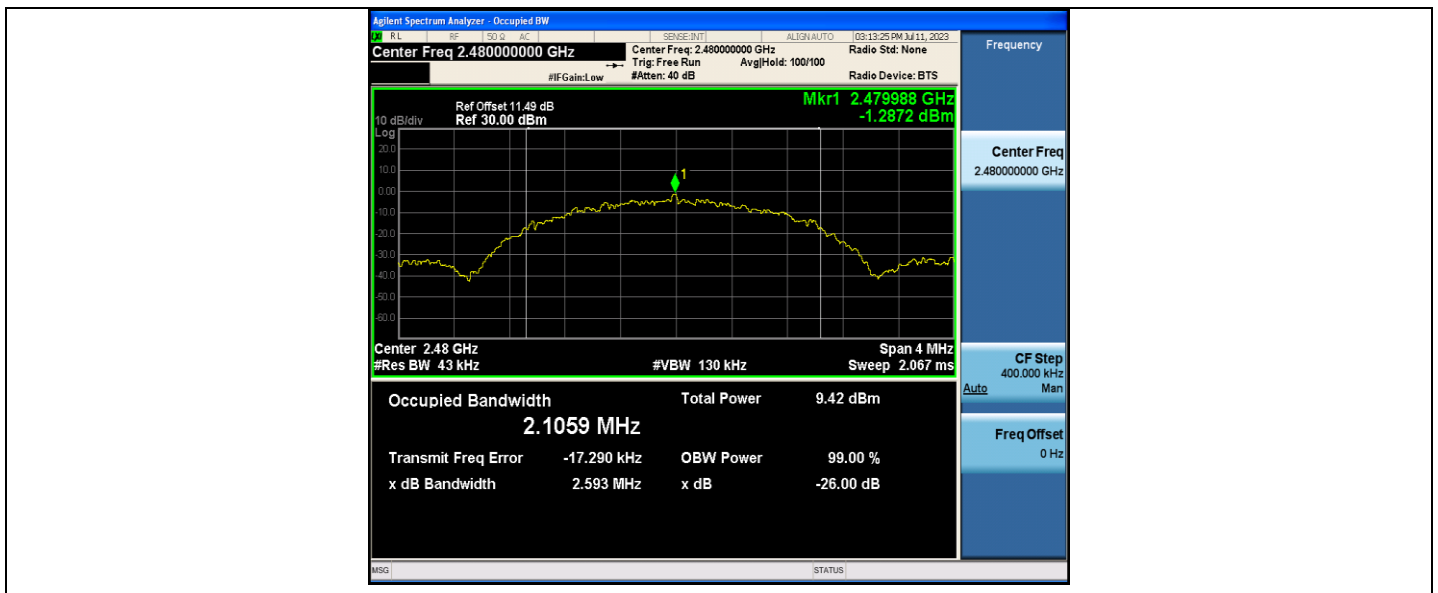 Agilent Spectrum Analyzer - Occupied BW
RL RF 50 Ω AC SENSE:INT ALIGN AUTO 03:13:25 PM Jul 11, 2023
Center Freq 2.480000000 GHz
Center Freq: 2.480000000 GHz Radio Std: None
Trig: Free Run Avg|Hold: 100/100
#IFGain:Low #Atten: 40 dB Radio Device: BTS
Frequency
Mkr1 2.479988 GHz
-1.2872 dBm
Ref Offset 11.49 dB
10 dB/div Ref 30.00 dBm
Log
20.0
10.0
0.00
-10.0
-20.0
-30.0
-40.0
-50.0
-60.0
1
Center 2.48 GHz Span 4 MHz
#Res BW 43 kHz #VBW 130 kHz Sweep 2.067 ms
Occupied Bandwidth Total Power 9.42 dBm
2.1059 MHz
Transmit Freq Error -17.290 kHz OBW Power 99.00 %
x dB Bandwidth 2.593 MHz x dB -26.00 dB
Center Freq
2.480000000 GHz
CF Step
400.000 kHz
Auto Man
Freq Offset
0 Hz
MSG STATUS